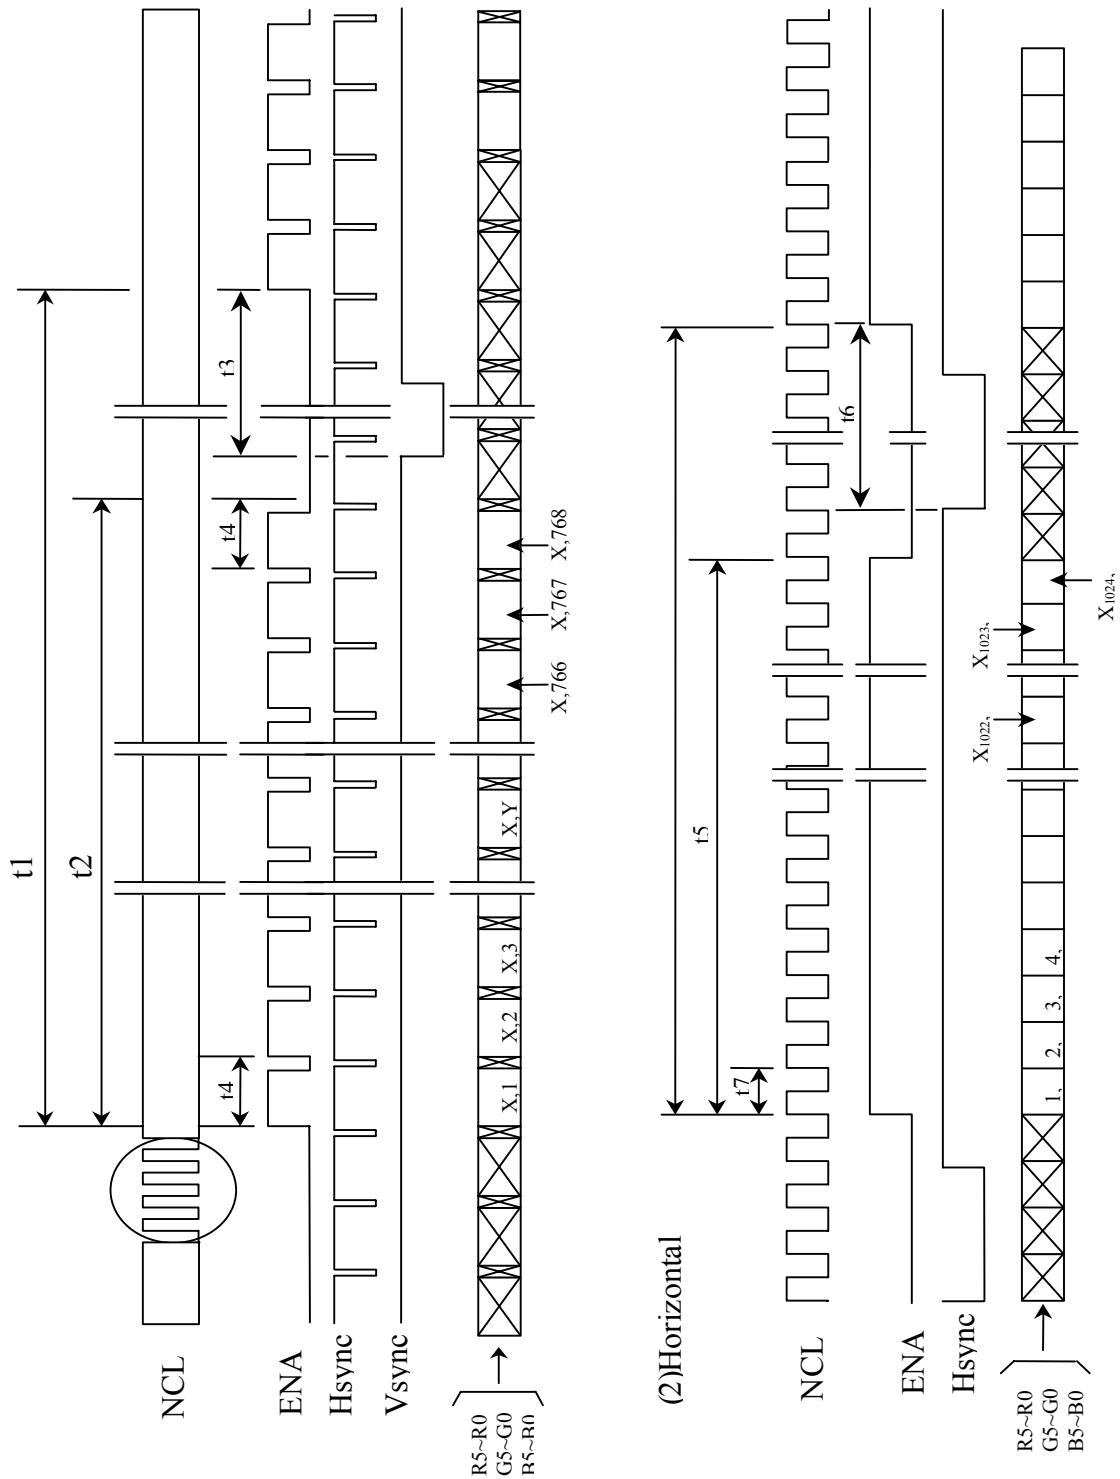 t1
t2
NCL
t4
t4
t3
ENA
Hsync
Vsync
R5~R0
G5~G0
B5~B0
X,1
X,2
X,3
X,Y
X,766
X,767
X,768
(2)Horizontal
t5
t7
t6
NCL
ENA
Hsync
R5~R0
G5~G0
B5~B0
1,
2,
3,
4,
X1022,
X1023,
X1024,